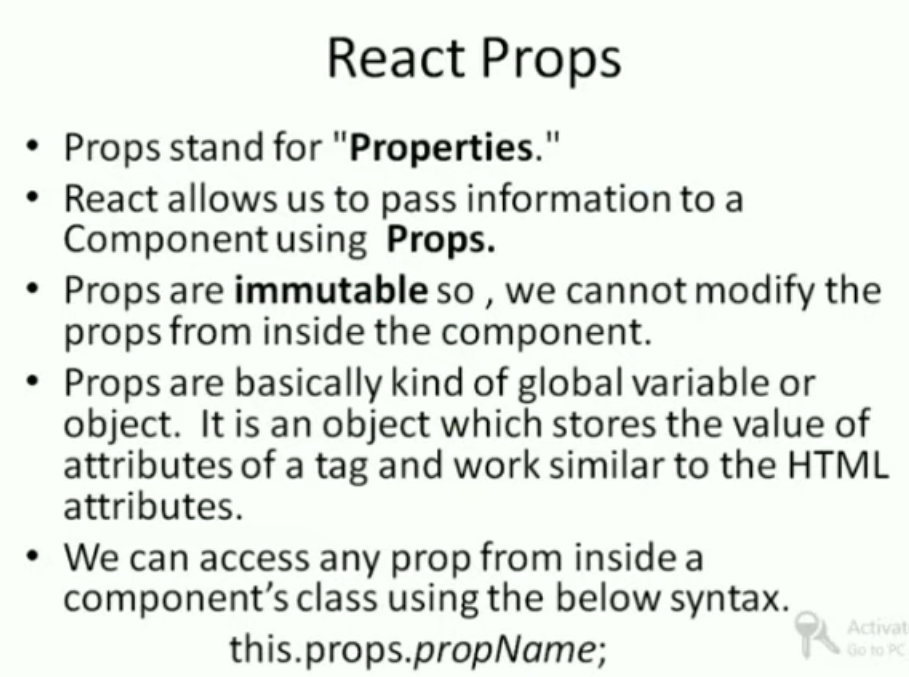 React Props
• Props stand for "Properties."
• React allows us to pass information to a
Component using Props.
• Props are immutable so , we cannot modify the
props from inside the component.
• Props are basically kind of global variable or
object. It is an object which stores the value of
attributes of a tag and work similar to the HTML
attributes.
• We can access any prop from inside a
component's class using the below syntax.
this.props.propName;
Activat
Go to PC